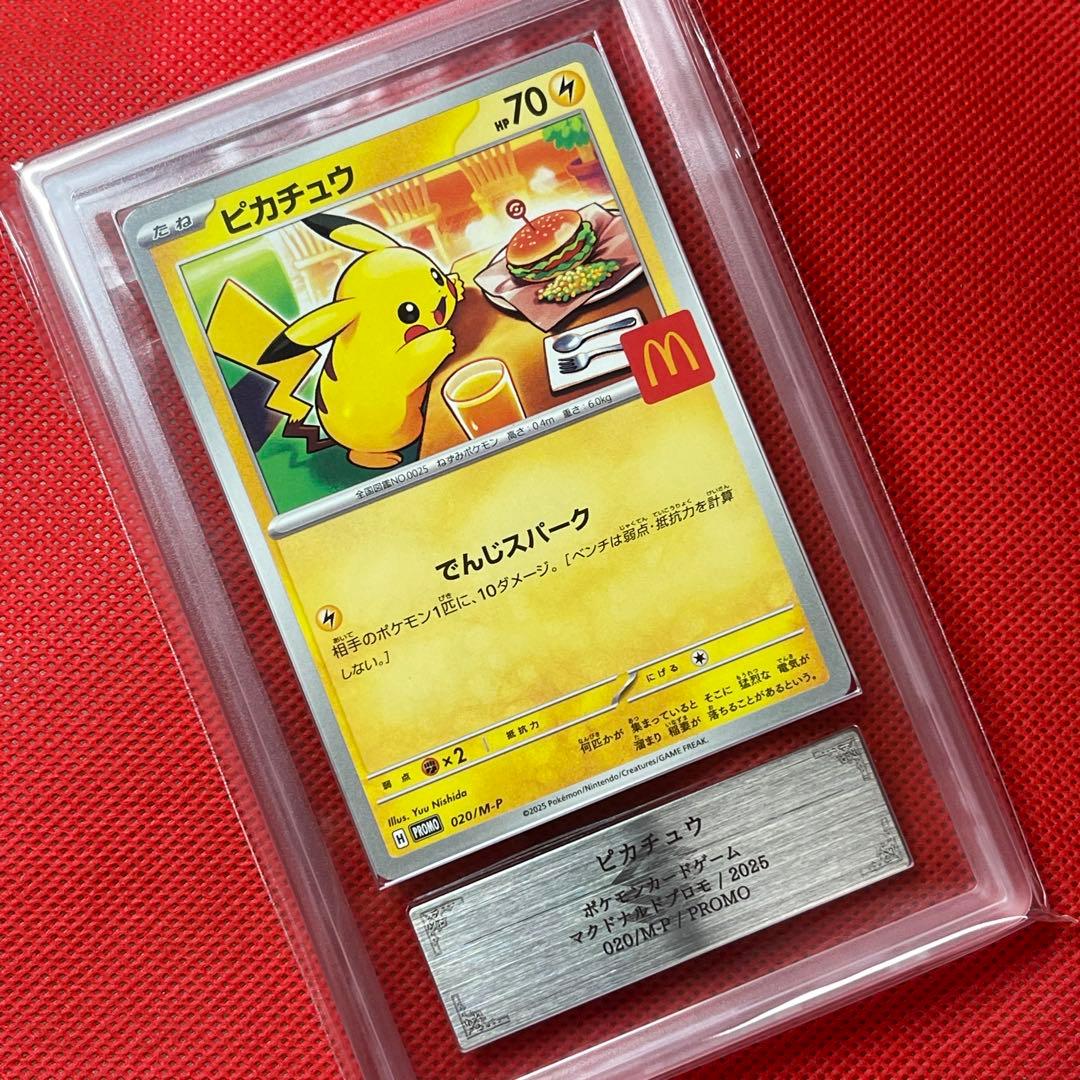 たね ピカチュウ HP70
全国図鑑NO.0025 ねずみポケモン 高さ:0.4m 重さ:6.0kg
でんじスパーク
相手のポケモン1匹に、10ダメージ。[ベンチは弱点・抵抗力を計算
しない。]
弱点 ×2 抵抗力 にげる
何匹かが 集まっていると そこに 猛烈な 電気が
溜まり 稲妻が 落ちることがあるという。
Illus. Yuu Nishida
H PROMO 020/M-P
©2025 Pokémon/Nintendo/Creatures/GAME FREAK.
ピカチュウ
ポケモンカードゲーム
マクドナルドプロモ / 2025
020/M-P / PROMO